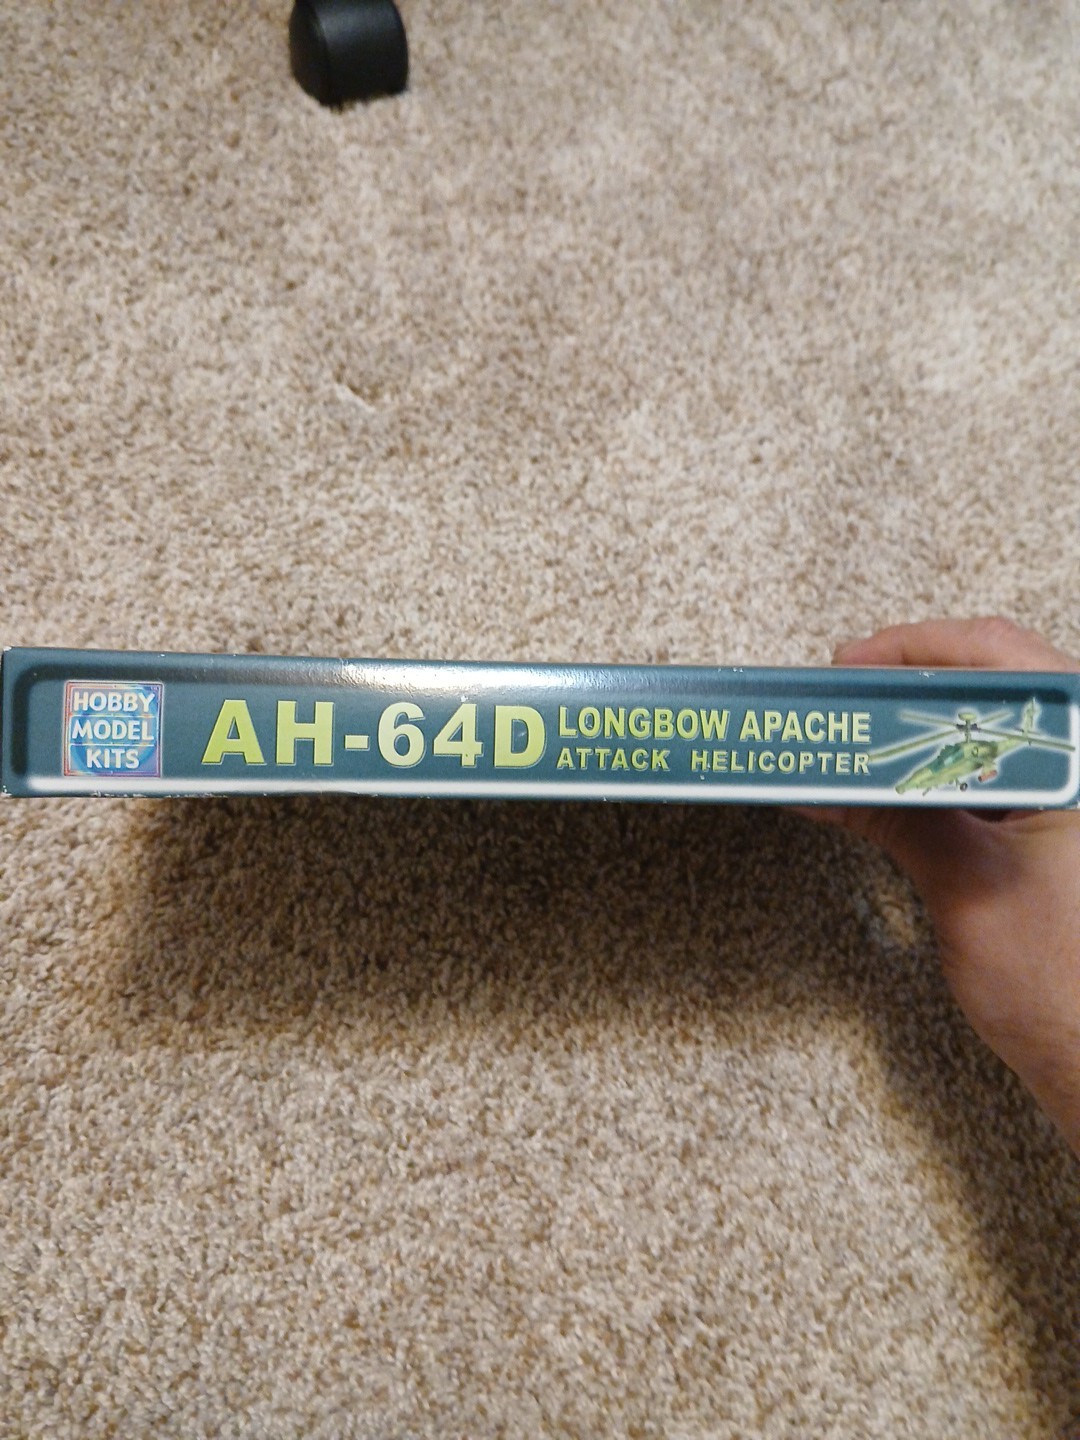 HOBBY
MODEL
KITS
AH-64D
LONGBOW APACHE
ATTACK HELICOPTER